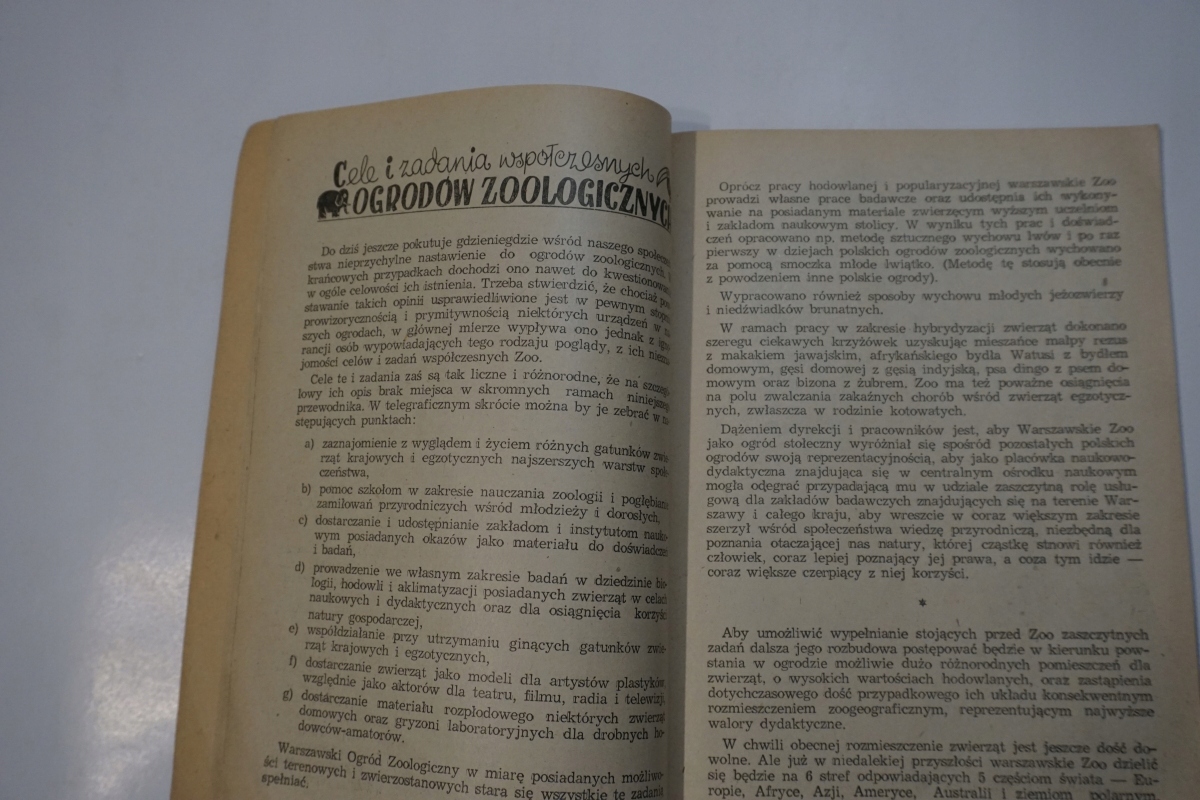 Cele i zadania współczesnych
OGRODÓW ZOOLOGICZNYCH
Do dziś jeszcze pokutuje gdzieniegdzie wśród naszego społeczeń-
stwa nieprzychylne nastawienie do ogrodów zoologicznych, w
krańcowych przypadkach dochodzi ono nawet do kwestionowania
w ogóle celowości ich istnienia. Trzeba stwierdzić, że chociaż pow-
stawanie takich opinii usprawiedliwione jest w pewnym stopniu
prowizorycznością i prymitywnością niektórych urządzeń w na-
szych ogrodach, w głównej mierze wypływa ono jednak z igno-
rancji osób wypowiadających tego rodzaju poglądy, z ich niezna-
jomości celów i zadań współczesnych Zoo.
Cele te i zadania zaś są tak liczne i różnorodne, że na szczegó-
łowy ich opis brak miejsca w skromnych ramach niniejszego
przewodnika. W telegraficznym skrócie można by je zebrać w na-
stępujących punktach:
a) zaznajomienie z wyglądem i życiem różnych gatunków zwie-
rząt krajowych i egzotycznych najszerszych warstw społe-
czeństwa,
b) pomoc szkołom w zakresie nauczania zoologii i pogłębianie
zamiłowań przyrodniczych wśród młodzieży i dorosłych,
c) dostarczanie i udostępnianie zakładom i instytutom nauko-
wym posiadanych okazów jako materiału do doświadczeń
i badań,
d) prowadzenie we własnym zakresie badań w dziedzinie bio-
logii, hodowli i aklimatyzacji posiadanych zwierząt w celach
naukowych i dydaktycznych oraz dla osiągnięcia korzyści
natury gospodarczej,
e) współdziałanie przy utrzymaniu ginących gatunków zwie-
rząt krajowych i egzotycznych,
f) dostarczanie zwierząt jako modeli dla artystów plastyków,
względnie jako aktorów dla teatru, filmu, radia i telewizji,
g) dostarczanie materiału rozpłodowego niektórych zwierząt
domowych oraz gryzoni laboratoryjnych dla drobnych ho-
dowców-amatorów.
Warszawski Ogród Zoologiczny w miarę posiadanych możliwo-
ści terenowych i zwierzostanowych stara się wszystkie te zadania
spełniać.
Oprócz pracy hodowlanej i popularyzacyjnej warszawskie Zoo
prowadzi własne prace badawcze oraz udostępnia ich wykony-
wanie na posiadanym materiale zwierzęcym wyższym uczelniom
i zakładom naukowym stolicy. W wyniku tych prac i doświad-
czeń opracowano np. metodę sztucznego wychowu lwów i po raz
pierwszy w dziejach polskich ogrodów zoologicznych wychowano
za pomocą smoczka młode lwiątko. (Metodę tę stosują obecnie
z powodzeniem inne polskie ogrody).
Wypracowano również sposoby wychowu młodych jeżozwierzy
i niedźwiadków brunatnych.
W ramach pracy w zakresie hybrydyzacji zwierząt dokonano
szeregu ciekawych krzyżówek uzyskując mieszańce małpy rezus
z makakiem jawajskim, afrykańskiego bydła Watusi z bydłem
domowym, gęsi domowej z gęsią indyjską, psa dingo z psem do-
mowym oraz bizona z żubrem. Zoo ma też poważne osiągnięcia
na polu zwalczania zakaźnych chorób wśród zwierząt egzotycz-
nych, zwłaszcza w rodzinie kotowatych.
Dążeniem dyrekcji i pracowników jest, aby Warszawskie Zoo
jako ogród stołeczny wyróżniał się spośród pozostałych polskich
ogrodów swoją reprezentacyjnością, aby jako placówka naukowo-
dydaktyczna znajdująca się w centralnym ośrodku naukowym
mogła odegrać przypadającą mu w udziale zaszczytną rolę usłu-
gową dla zakładów badawczych znajdujących się na terenie War-
szawy i całego kraju, aby wreszcie w coraz większym zakresie
szerzył wśród społeczeństwa wiedzę przyrodniczą, niezbędną dla
poznania otaczającej nas natury, której cząstkę stnowi również
człowiek, coraz lepiej poznający jej prawa, a coza tym idzie —
coraz większe czerpiący z niej korzyści.
*
Aby umożliwić wypełnianie stojących przed Zoo zaszczytnych
zadań dalsza jego rozbudowa postępować będzie w kierunku pow-
stania w ogrodzie możliwie dużo różnorodnych pomieszczeń dla
zwierząt, o wysokich wartościach hodowlanych, oraz zastąpienia
dotychczasowego dość przypadkowego ich układu konsekwentnym
rozmieszczeniem zoogeograficznym, reprezentującym najwyższe
walory dydaktyczne.
W chwili obecnej rozmieszczenie zwierząt jest jeszcze dość do-
wolne. Ale już w niedalekiej przyszłości warszawskie Zoo dzielić
się będzie na 6 stref odpowiadających 5 częściom świata — Eu-
ropie, Afryce, Azji, Ameryce, Australii i ziemiom polarnym